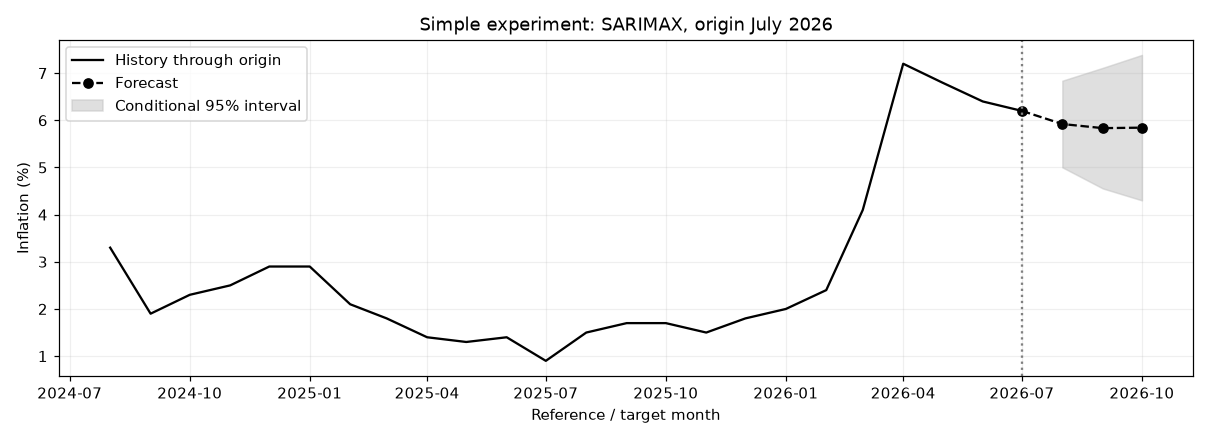 Simple experiment: SARIMAX, origin July 2026
History through origin
Forecast
Conditional 95% interval
Inflation (%)
7
6
5
4
3
2
1
2024-07 2024-10 2025-01 2025-04 2025-07 2025-10 2026-01 2026-04 2026-07 2026-10
Reference / target month